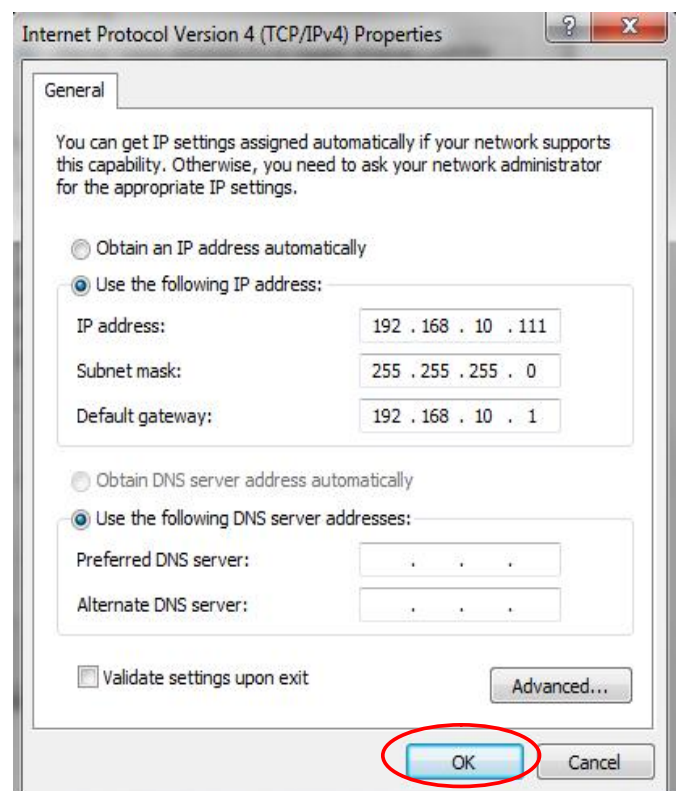 Internet Protocol Version 4 (TCP/IPv4) Properties
?
X
General
You can get IP settings assigned automatically if your network supports
this capability. Otherwise, you need to ask your network administrator
for the appropriate IP settings.
Obtain an IP address automatically
Use the following IP address:
IP address: 192 . 168 . 10 . 111
Subnet mask: 255 . 255 . 255 . 0
Default gateway: 192 . 168 . 10 . 1
Obtain DNS server address automatically
Use the following DNS server addresses:
Preferred DNS server: . . .
Alternate DNS server: . . .
Validate settings upon exit
Advanced...
OK Cancel